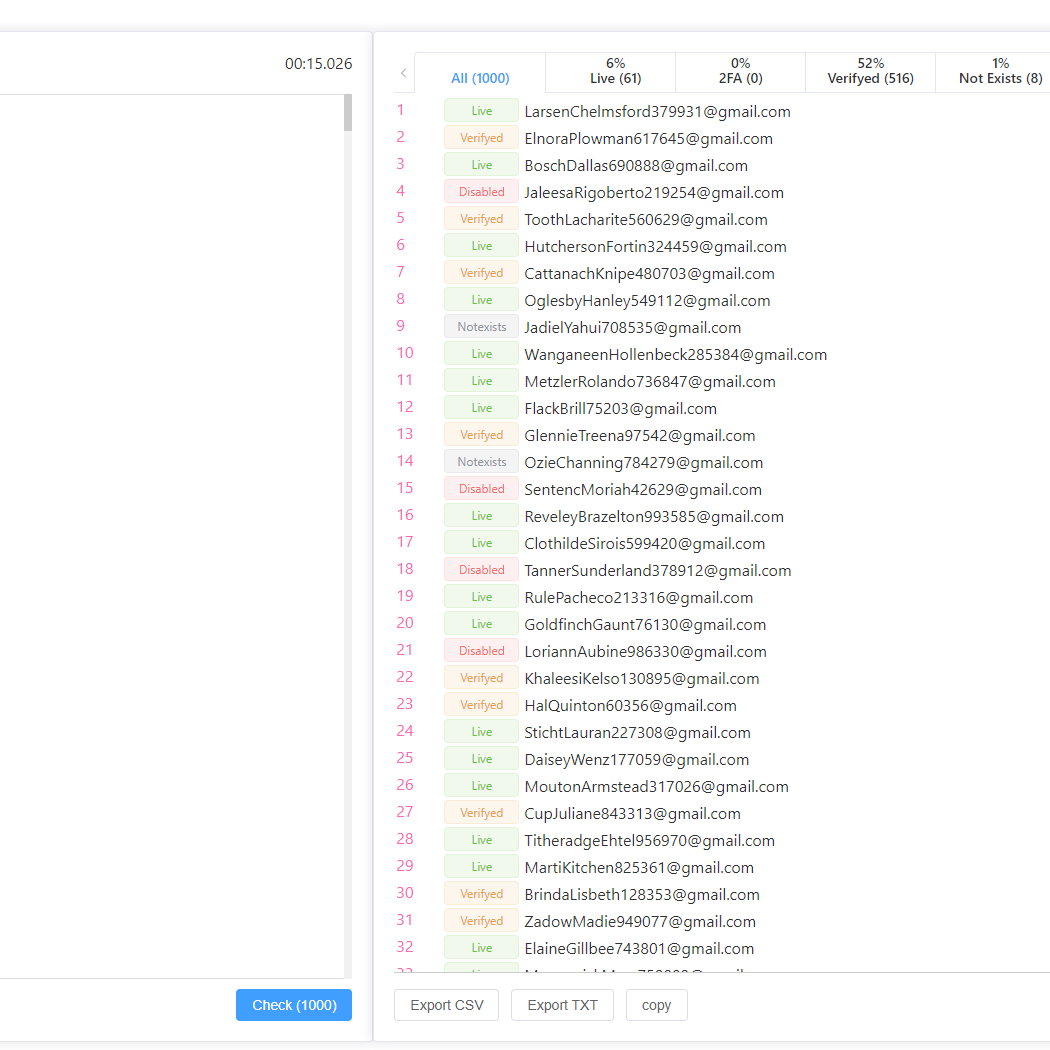 00:15.026
All (1000)
6%
Live (61)
0%
2FA (0)
52%
Verifyed (516)
1%
Not Exists (8)
1 Live LarsenChelmsford379931@gmail.com
2 Verifyed ElnoraPlowman617645@gmail.com
3 Live BoschDallas690888@gmail.com
4 Disabled JaleesaRigoberto219254@gmail.com
5 Verifyed ToothLacharite560629@gmail.com
6 Live HutchersonFortin324459@gmail.com
7 Verifyed CattanachKnipe480703@gmail.com
8 Live OglesbyHanley549112@gmail.com
9 Notexists JadielYahui708535@gmail.com
10 Live WanganeenHollenbeck285384@gmail.com
11 Live MetzlerRolando736847@gmail.com
12 Live FlackBrill75203@gmail.com
13 Verifyed GlennieTreena97542@gmail.com
14 Notexists OzieChanning784279@gmail.com
15 Disabled SentencMoriah42629@gmail.com
16 Live ReveleyBrazelton993585@gmail.com
17 Live ClothildeSirois599420@gmail.com
18 Disabled TannerSunderland378912@gmail.com
19 Live RulePacheco213316@gmail.com
20 Live GoldfinchGaunt76130@gmail.com
21 Disabled LoriannAubine986330@gmail.com
22 Verifyed KhaleesiKelso130895@gmail.com
23 Verifyed HalQuinton60356@gmail.com
24 Live StichtLauran227308@gmail.com
25 Live DaiseyWenz177059@gmail.com
26 Live MoutonArmstead317026@gmail.com
27 Verifyed CupJuliane843313@gmail.com
28 Live TitheradgeEhtel956970@gmail.com
29 Live MartiKitchen825361@gmail.com
30 Verifyed BrindaLisbeth128353@gmail.com
31 Verifyed ZadowMadie949077@gmail.com
32 Live ElaineGillbee743801@gmail.com
Check (1000)
Export CSV
Export TXT
copy